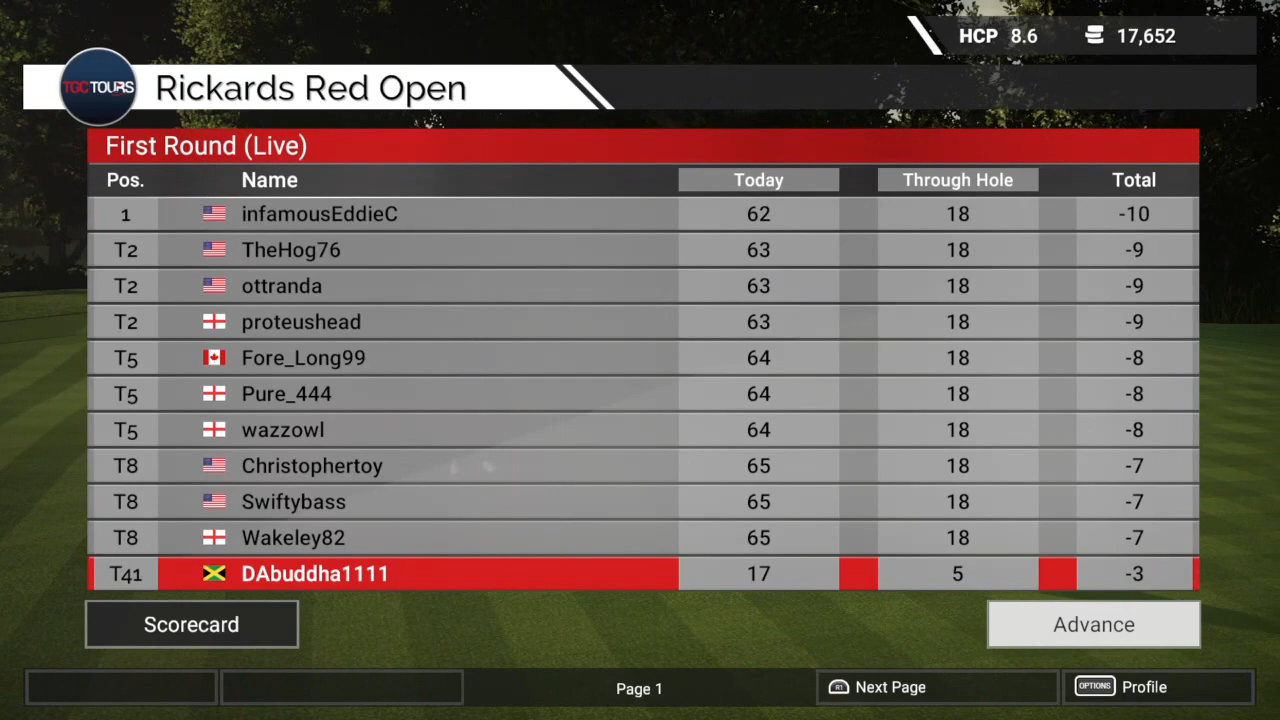 HCP 8.6 17,652
TGC TOURS Rickards Red Open
First Round (Live)
Pos. Name Today Through Hole Total
1 infamousEddieC 62 18 -10
T2 TheHog76 63 18 -9
T2 ottranda 63 18 -9
T2 proteushead 63 18 -9
T5 Fore_Long99 64 18 -8
T5 Pure_444 64 18 -8
T5 wazzowl 64 18 -8
T8 Christophertoy 65 18 -7
T8 Swiftybass 65 18 -7
T8 Wakeley82 65 18 -7
T41 DAbuddha1111 17 5 -3
Scorecard Advance
Page 1 R1 Next Page OPTIONS Profile